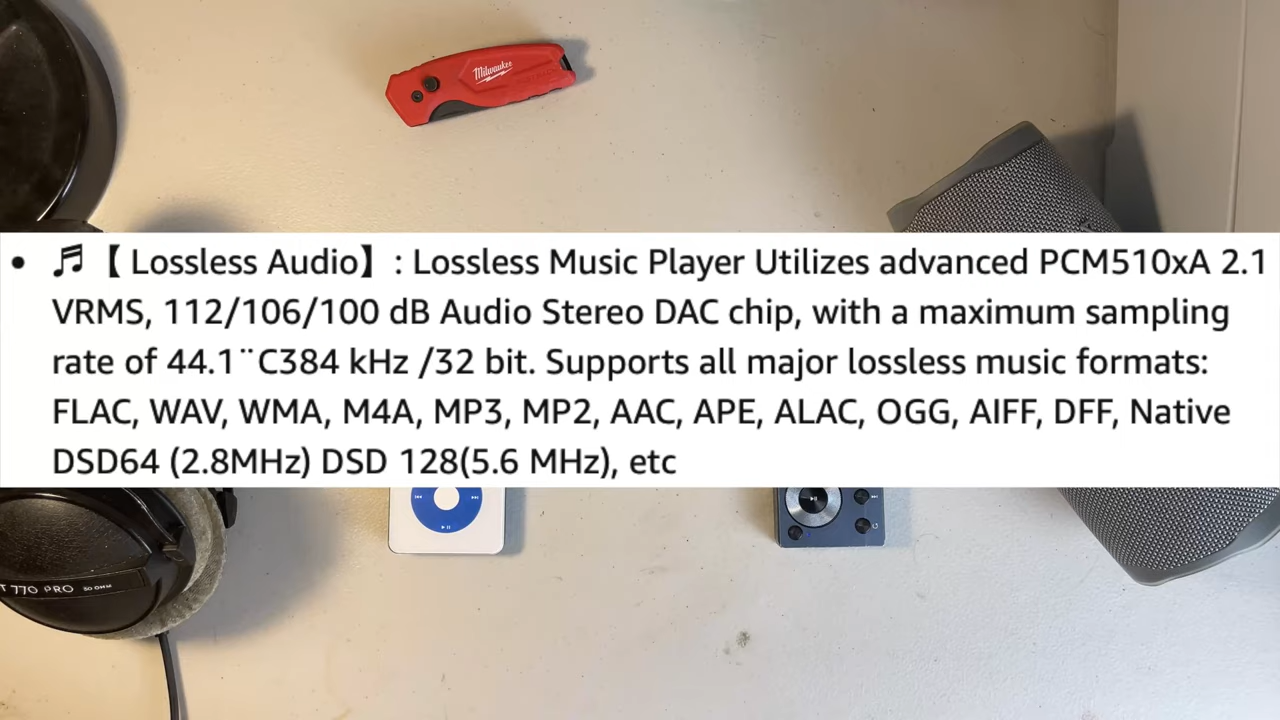 Milwaukee
• ♬【 Lossless Audio】 : Lossless Music Player Utilizes advanced PCM510xA 2.1
VRMS, 112/106/100 dB Audio Stereo DAC chip, with a maximum sampling
rate of 44.1¨C384 kHz /32 bit. Supports all major lossless music formats:
FLAC, WAV, WMA, M4A, MP3, MP2, AAC, APE, ALAC, OGG, AIFF, DFF, Native
DSD64 (2.8MHz) DSD 128(5.6 MHz), etc
T 770 PRO 80 OHM